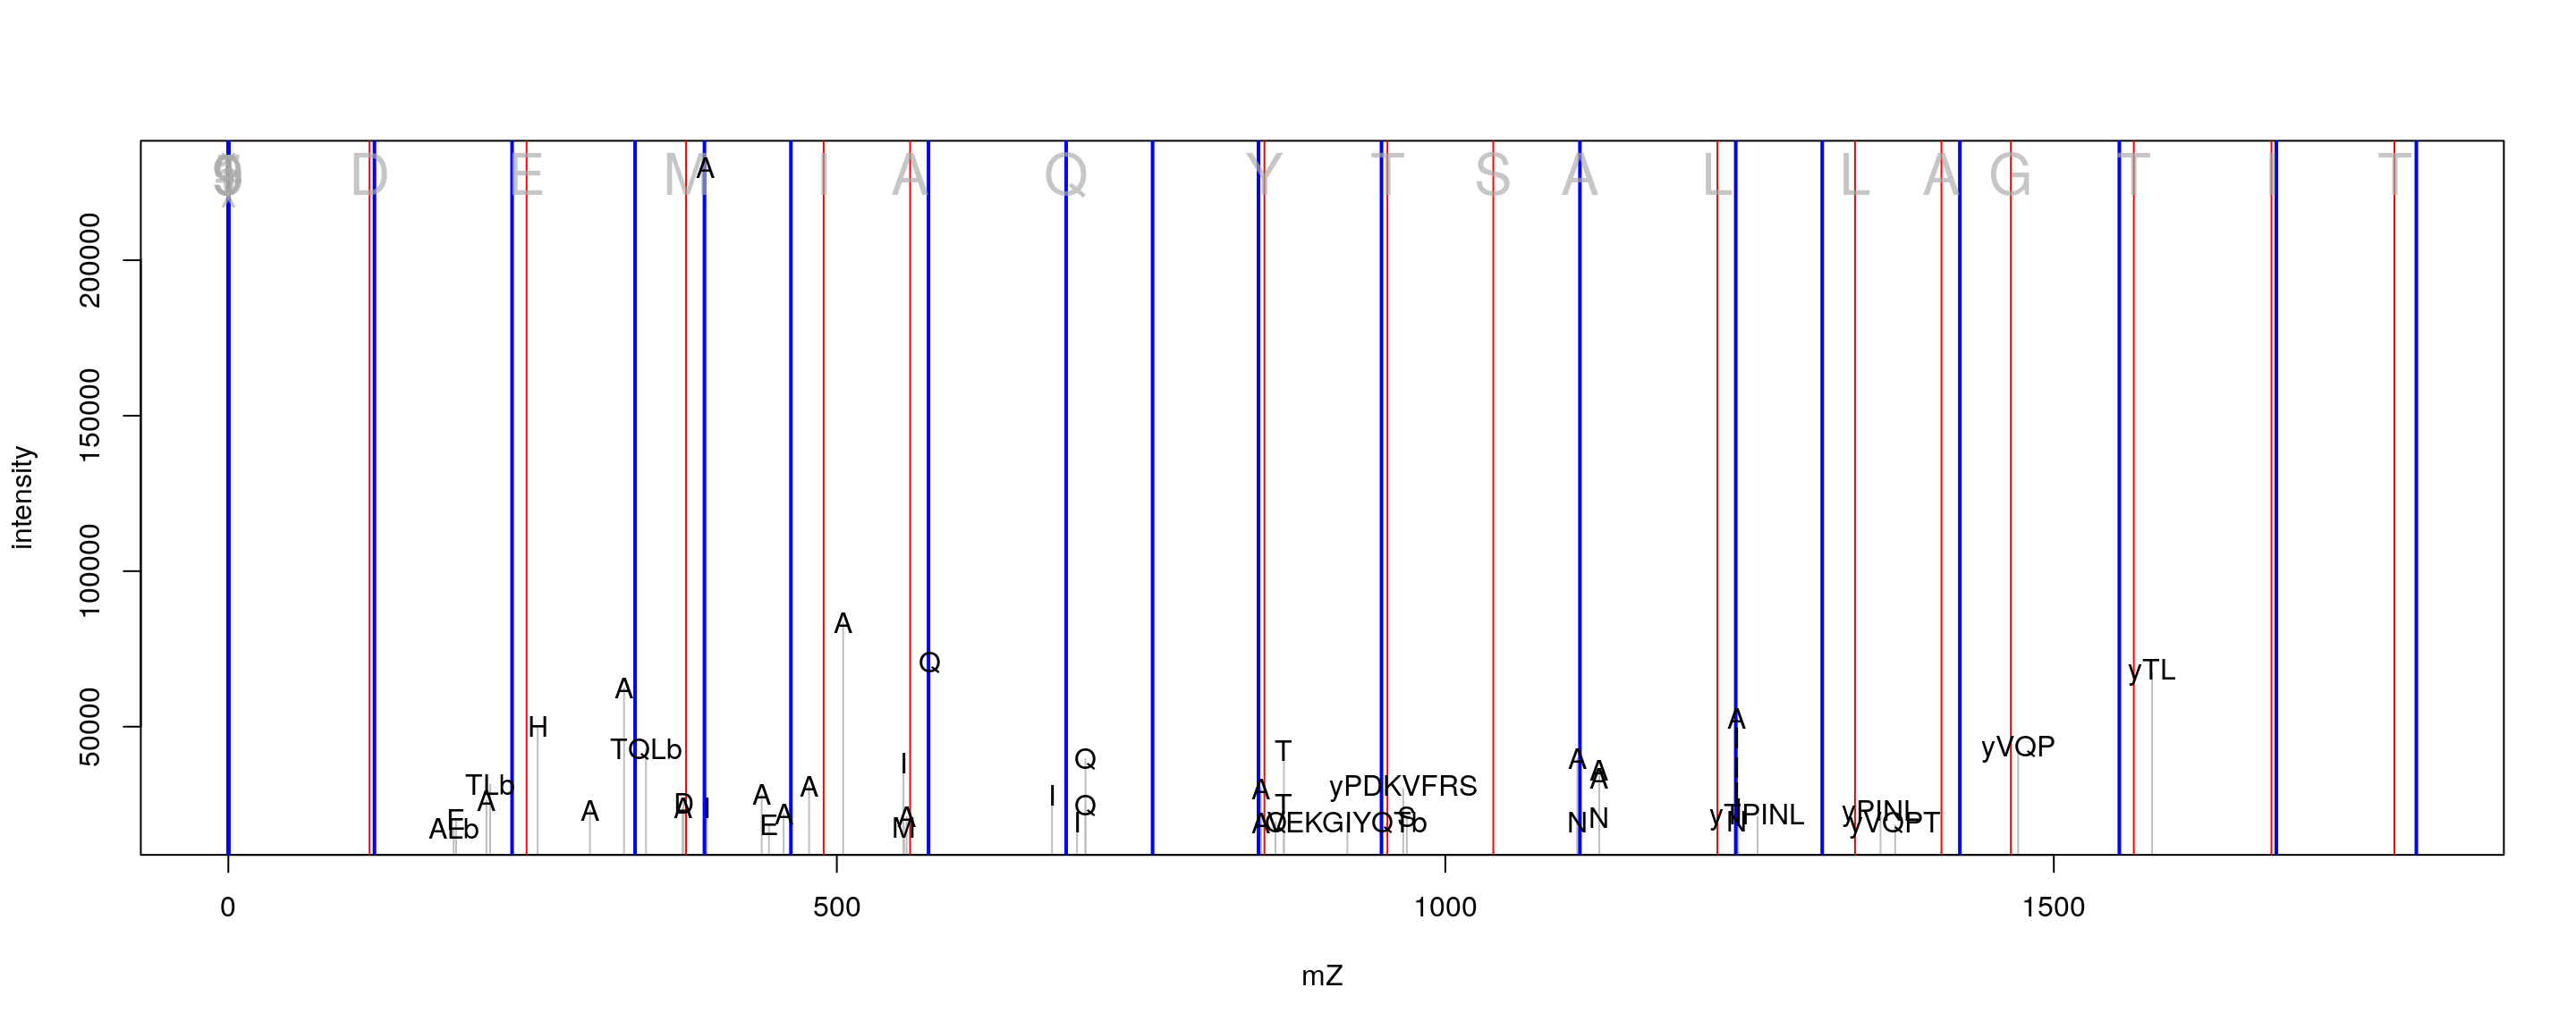 D E M I A Q Y T S A L L A G T I T
A
200000
150000
100000
50000
intensity
A
Q
A
yTL
H
A
TQLb
T
Q
yVQP
I
A
A
A
A
TLb
A
A
A
yPDKVFRS
I
A
E
AEb
A
D
A
I
E
A
A
M
Q
I
T
A
A
QEKGIYQTb
S
N
N
yTPINL
N
yPINL
yVQPT
0 500 1000 1500
mZ